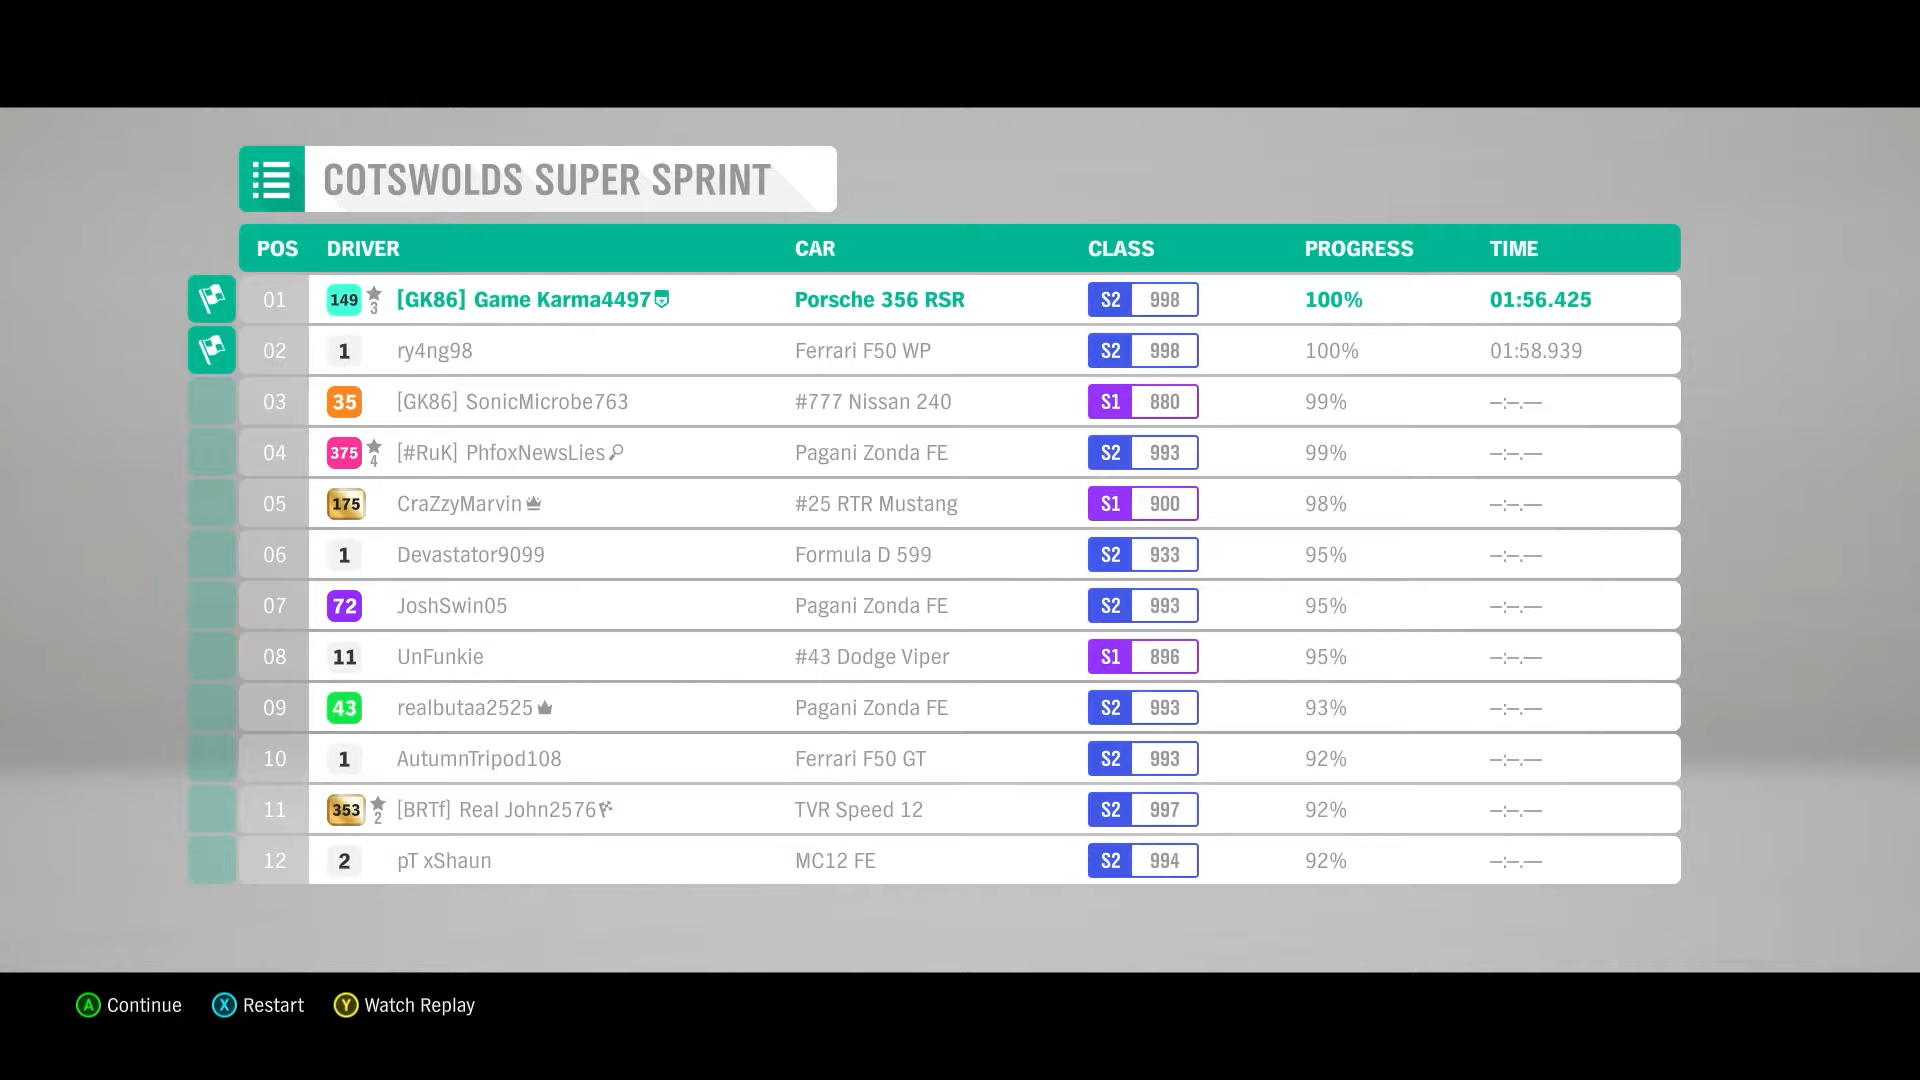 COTSWOLDS SUPER SPRINT
POS DRIVER CAR CLASS PROGRESS TIME
01 149 3 [GK86] Game Karma4497 Porsche 356 RSR S2 998 100% 01:56.425
02 1 ry4ng98 Ferrari F50 WP S2 998 100% 01:58.939
03 35 [GK86] SonicMicrobe763 #777 Nissan 240 S1 880 99% –:–.––
04 375 4 [#RuK] PhfoxNewsLies Pagani Zonda FE S2 993 99% –:–.––
05 175 CraZzyMarvin #25 RTR Mustang S1 900 98% –:–.––
06 1 Devastator9099 Formula D 599 S2 933 95% –:–.––
07 72 JoshSwin05 Pagani Zonda FE S2 993 95% –:–.––
08 11 UnFunkie #43 Dodge Viper S1 896 95% –:–.––
09 43 realbutaa2525 Pagani Zonda FE S2 993 93% –:–.––
10 1 AutumnTripod108 Ferrari F50 GT S2 993 92% –:–.––
11 353 2 [BRTf] Real John2576 TVR Speed 12 S2 997 92% –:–.––
12 2 pT xShaun MC12 FE S2 994 92% –:–.––
A Continue X Restart Y Watch Replay